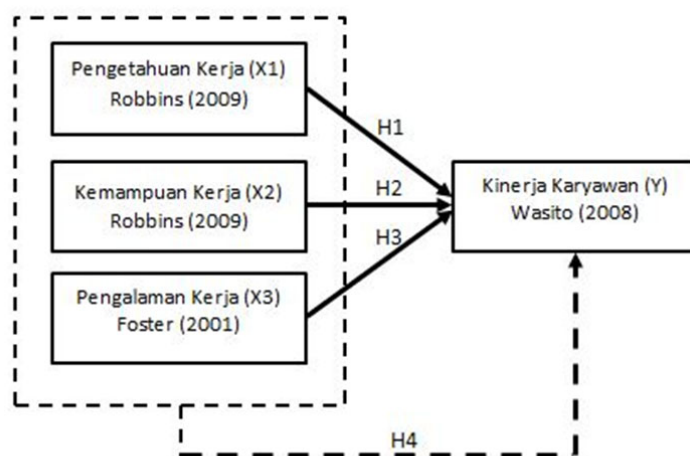 Pengetahuan Kerja (X1)
Robbins (2009)
H1
Kemampuan Kerja (X2)
Robbins (2009)
H2
Kinerja Karyawan (Y)
Wasito (2008)
H3
Pengalaman Kerja (X3)
Foster (2001)
H4